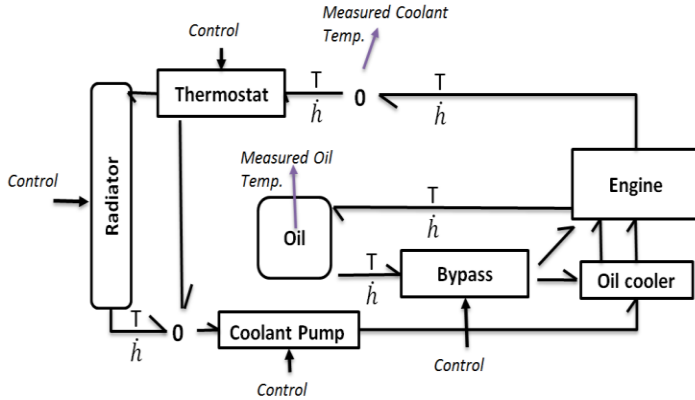 Measured Coolant
Temp.
Control
T
T
Thermostat
0
ḣ
ḣ
Engine
Measured Oil
Temp.
Control
Radiator
T
Oil
ḣ
T
Bypass
Oil cooler
ḣ
T
0
Coolant Pump
ḣ
Control
Control